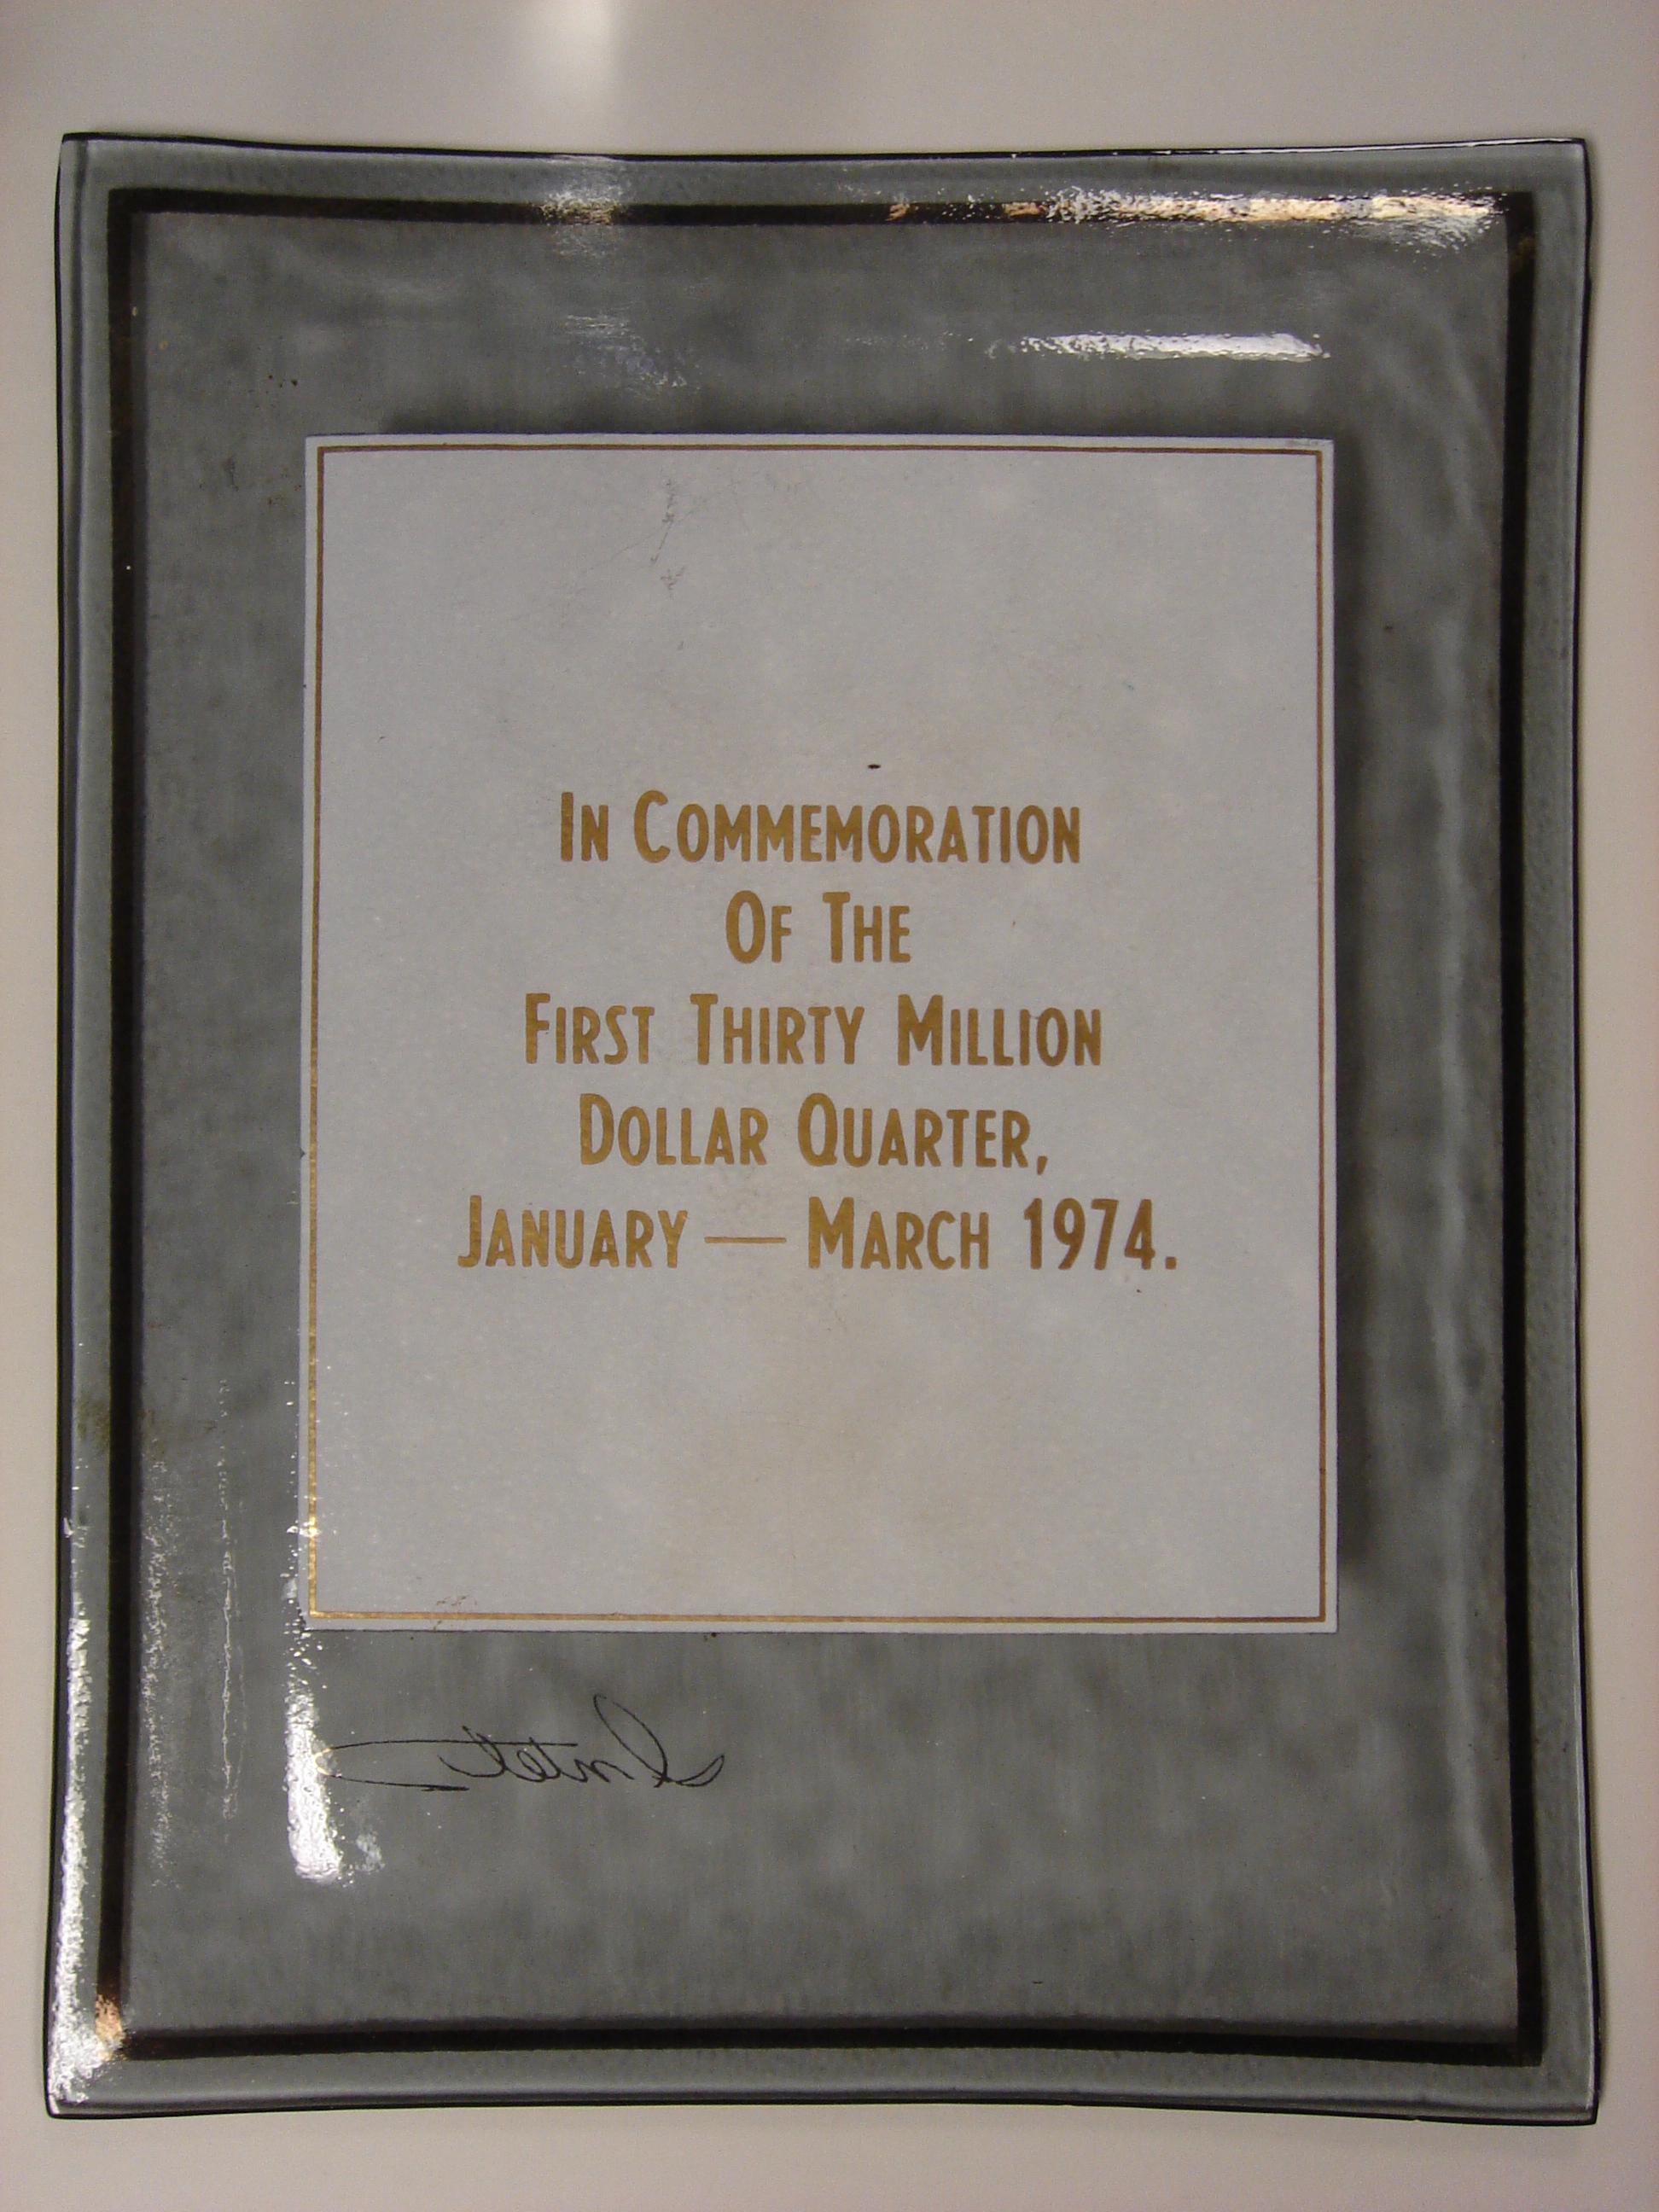 In Commemoration
Of The
First Thirty Million
Dollar Quarter,
January — March 1974.